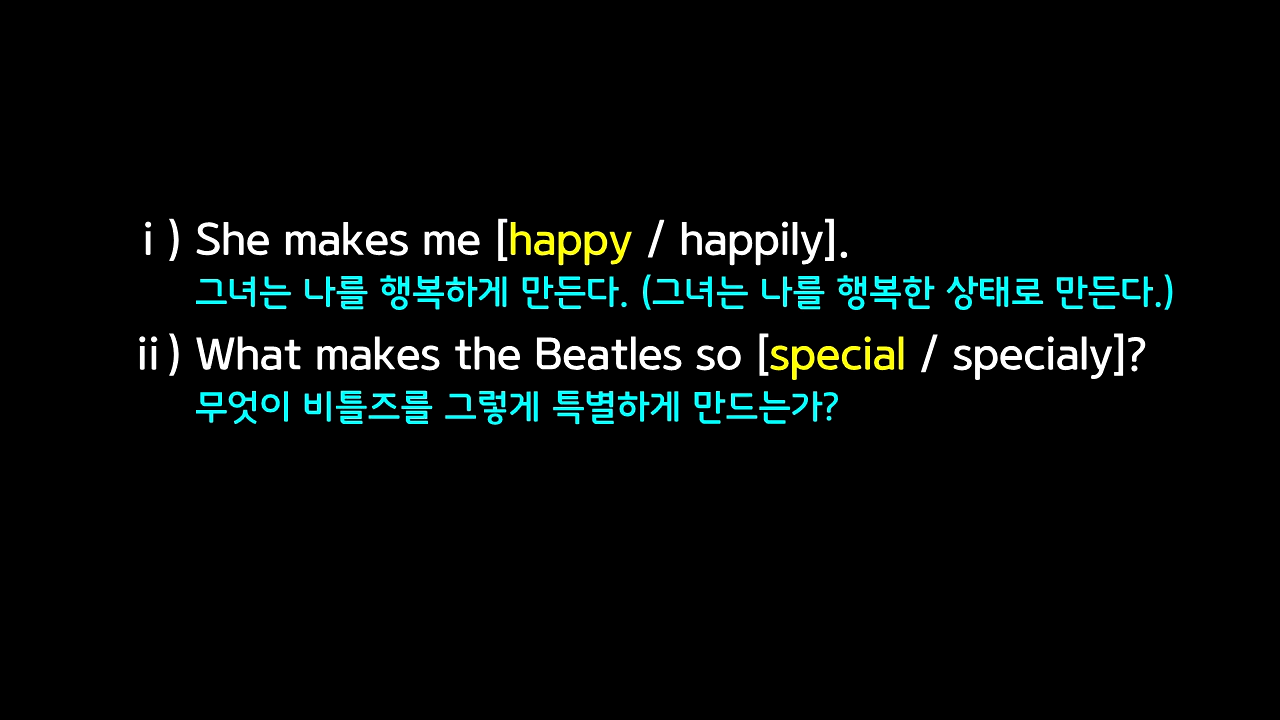 i ) She makes me [happy / happily].
그녀는 나를 행복하게 만든다. (그녀는 나를 행복한 상태로 만든다.)
ii ) What makes the Beatles so [special / specialy]?
무엇이 비틀즈를 그렇게 특별하게 만드는가?